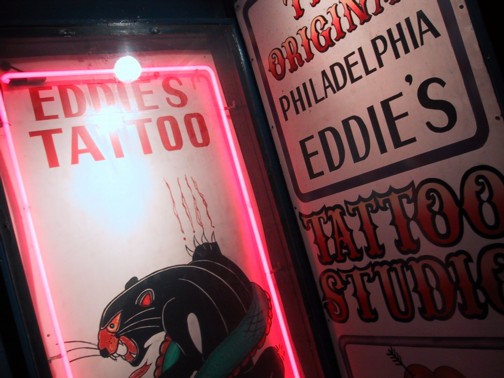 EDDIE'S
TATTOO
ORIGINAL
PHILADELPHIA
EDDIE'S
TATTOO
STUDIO